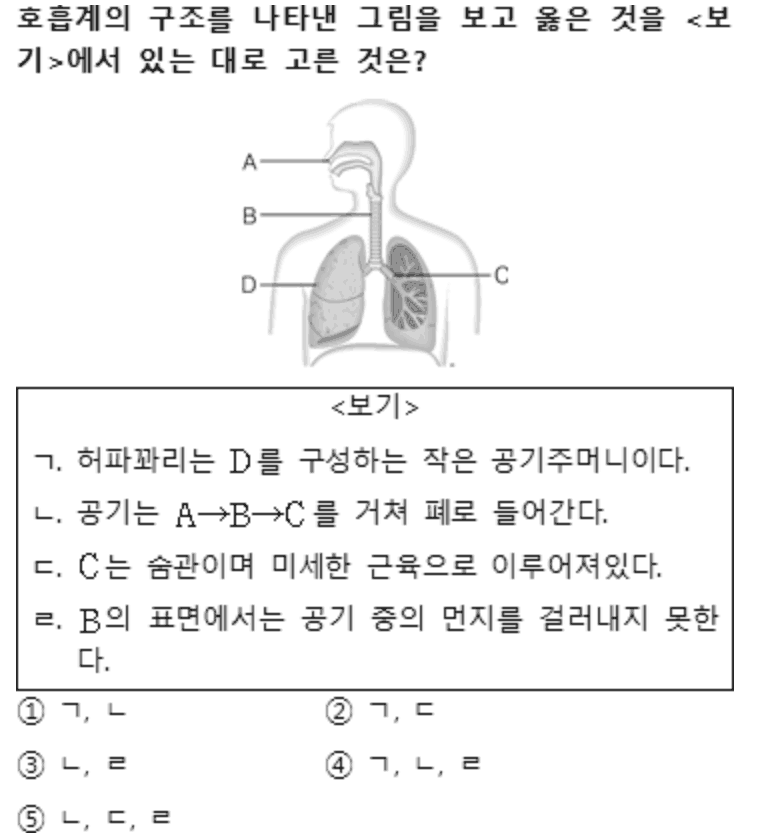 호흡계의 구조를 나타낸 그림을 보고 옳은 것을 <보
기>에서 있는 대로 고른 것은?
A
B
D
C
<보기>
ㄱ. 허파꽈리는 D를 구성하는 작은 공기주머니이다.
ㄴ. 공기는 A→B→C를 거쳐 폐로 들어간다.
ㄷ. C는 숨관이며 미세한 근육으로 이루어져있다.
ㄹ. B의 표면에서는 공기 중의 먼지를 걸러내지 못한
다.
① ㄱ, ㄴ ② ㄱ, ㄷ
③ ㄴ, ㄹ ④ ㄱ, ㄴ, ㄹ
⑤ ㄴ, ㄷ, ㄹ